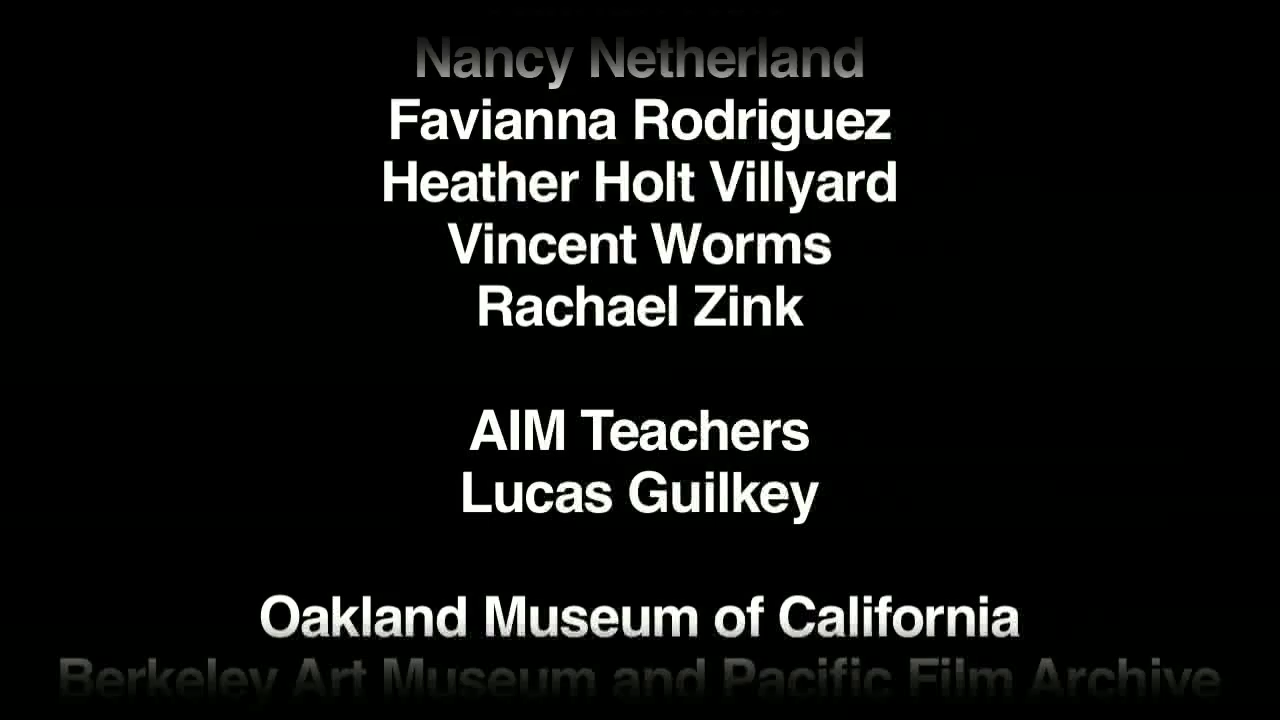 Nancy Netherland
Favianna Rodriguez
Heather Holt Villyard
Vincent Worms
Rachael Zink
AIM Teachers
Lucas Guilkey
Oakland Museum of California
Berkeley Art Museum and Pacific Film Archive